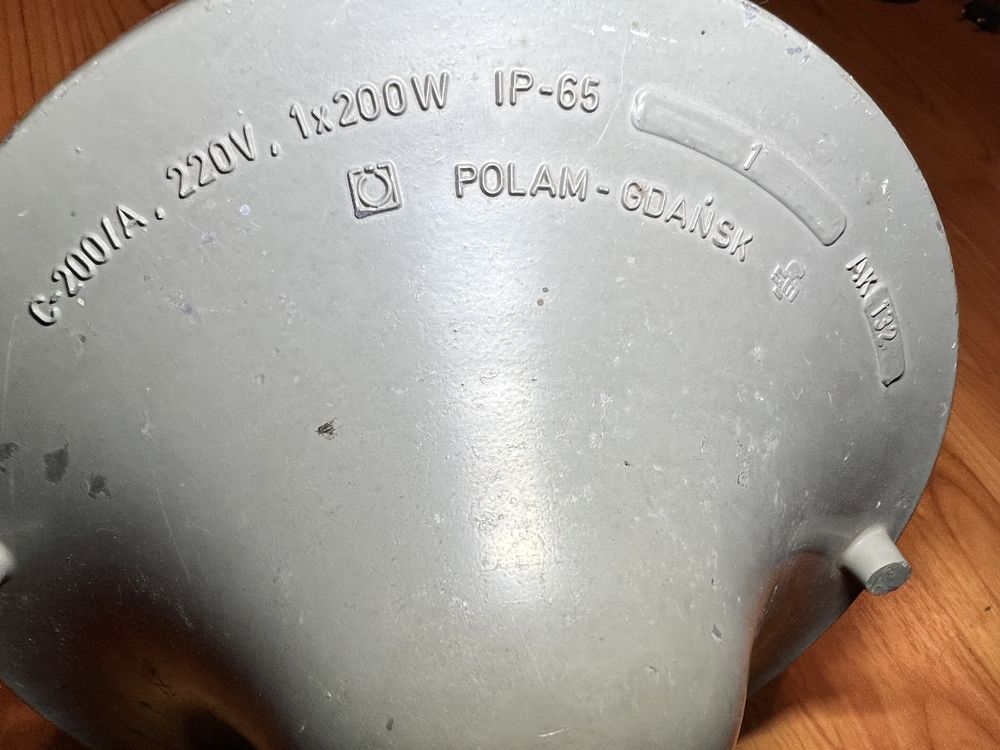 C-200/A. 220V. 1x200W IP-65
1
POLAM-GDAŃSK
AK 132